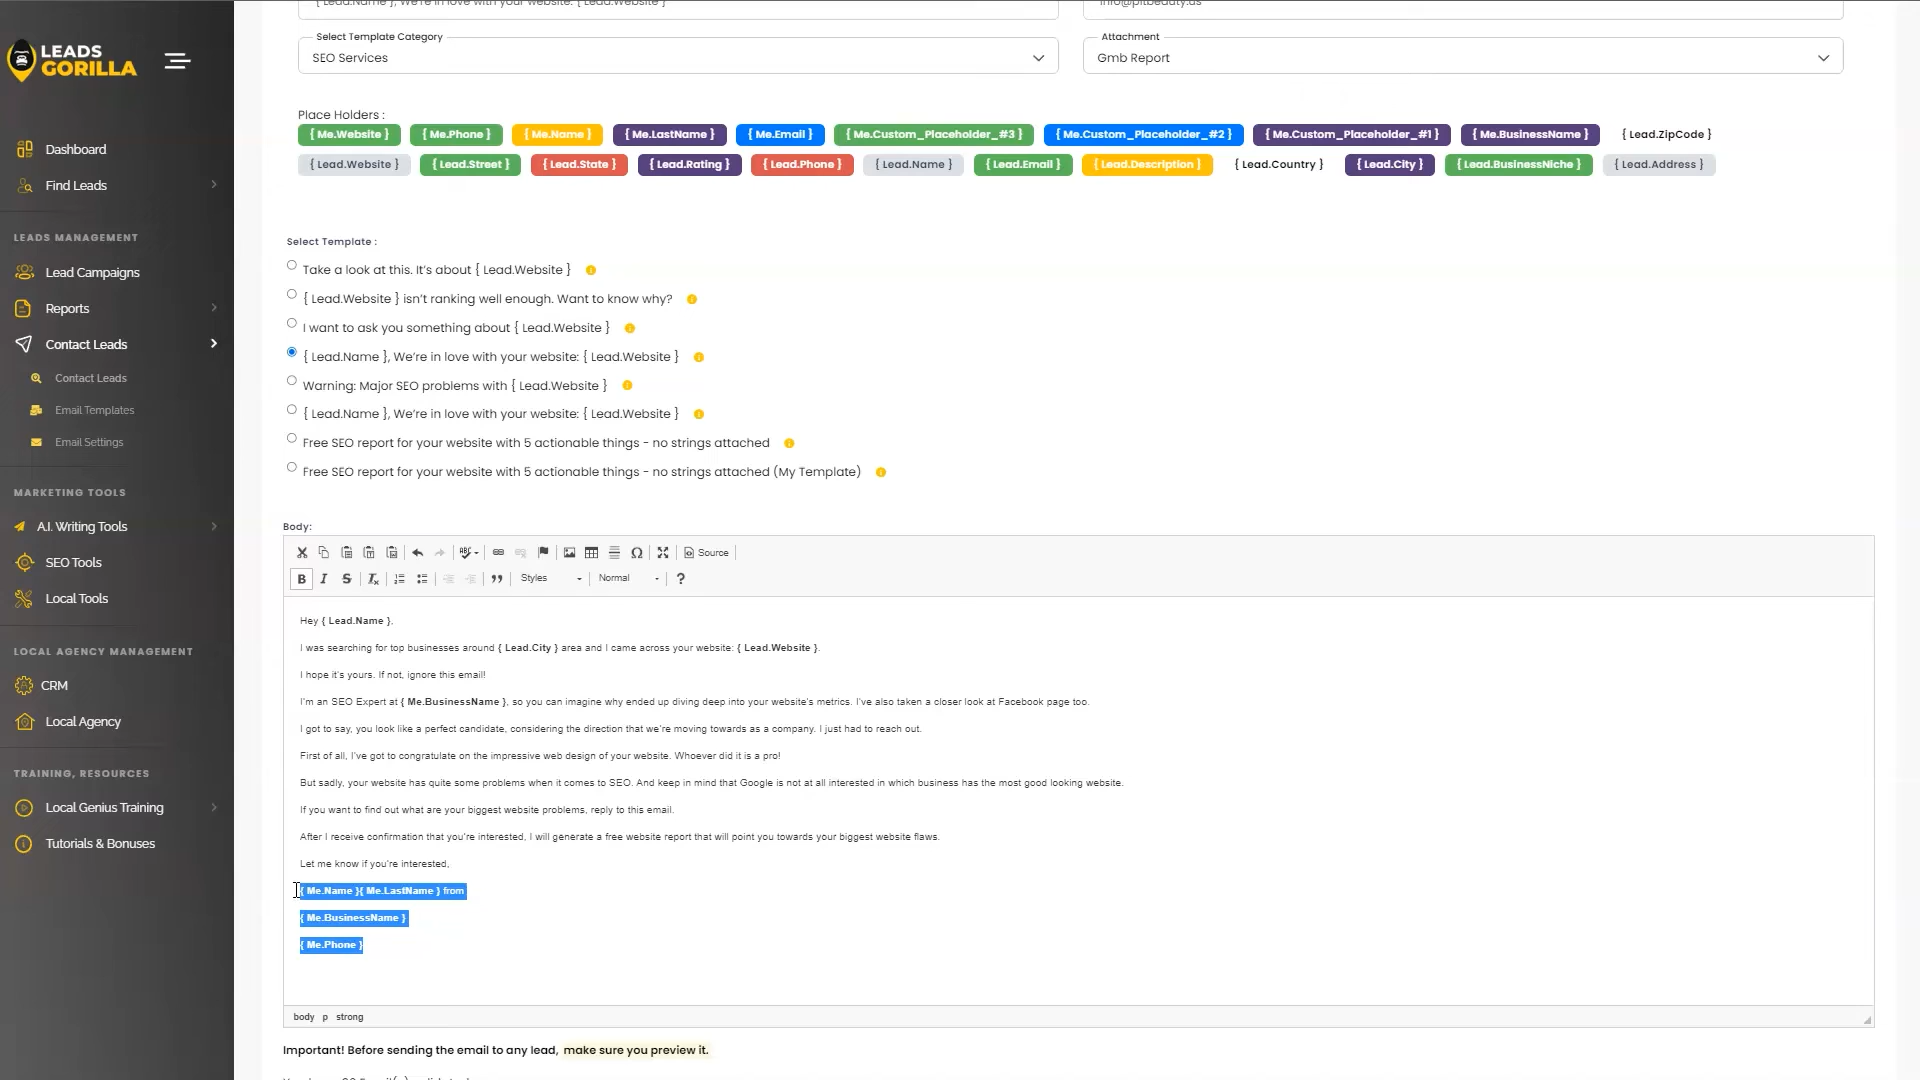 { Lead.Name }, We're in love with your website: { Lead.Website }
info@pitbeauty.us
LEADS
GORILLA
Select Template Category
SEO Services
Attachment
Gmb Report
Place Holders :
{ Me.Website } { Me.Phone } { Me.Name } { Me.LastName } { Me.Email } { Me.Custom_Placeholder_#3 } { Me.Custom_Placeholder_#2 } { Me.Custom_Placeholder_#1 } { Me.BusinessName } { Lead.ZipCode }
{ Lead.Website } { Lead.Street } { Lead.State } { Lead.Rating } { Lead.Phone } { Lead.Name } { Lead.Email } { Lead.Description } { Lead.Country } { Lead.City } { Lead.BusinessNiche } { Lead.Address }
Dashboard
Find Leads
LEADS MANAGEMENT
Lead Campaigns
Reports
Contact Leads
Contact Leads
Email Templates
Email Settings
MARKETING TOOLS
A.I. Writing Tools
SEO Tools
Local Tools
LOCAL AGENCY MANAGEMENT
CRM
Local Agency
TRAINING, RESOURCES
Local Genius Training
Tutorials & Bonuses
Select Template :
Take a look at this. It's about { Lead.Website }
{ Lead.Website } isn't ranking well enough. Want to know why?
I want to ask you something about { Lead.Website }
{ Lead.Name }, We're in love with your website: { Lead.Website }
Warning: Major SEO problems with { Lead.Website }
{ Lead.Name }, We're in love with your website: { Lead.Website }
Free SEO report for your website with 5 actionable things - no strings attached
Free SEO report for your website with 5 actionable things - no strings attached (My Template)
Body:
Source
Styles Normal ?
Hey { Lead.Name },
I was searching for top businesses around { Lead.City } area and I came across your website: { Lead.Website }.
I hope it's yours. If not, ignore this email!
I'm an SEO Expert at { Me.BusinessName }, so you can imagine why ended up diving deep into your website's metrics. I've also taken a closer look at Facebook page too.
I got to say, you look like a perfect candidate, considering the direction that we're moving towards as a company. I just had to reach out.
First of all, I've got to congratulate on the impressive web design of your website. Whoever did it is a pro!
But sadly, your website has quite some problems when it comes to SEO. And keep in mind that Google is not at all interested in which business has the most good looking website.
If you want to find out what are your biggest website problems, reply to this email.
After I receive confirmation that you're interested, I will generate a free website report that will point you towards your biggest website flaws.
Let me know if you're interested,
{ Me.Name }{ Me.LastName } from
{ Me.BusinessName }
{ Me.Phone }
body p strong
Important! Before sending the email to any lead, make sure you preview it.